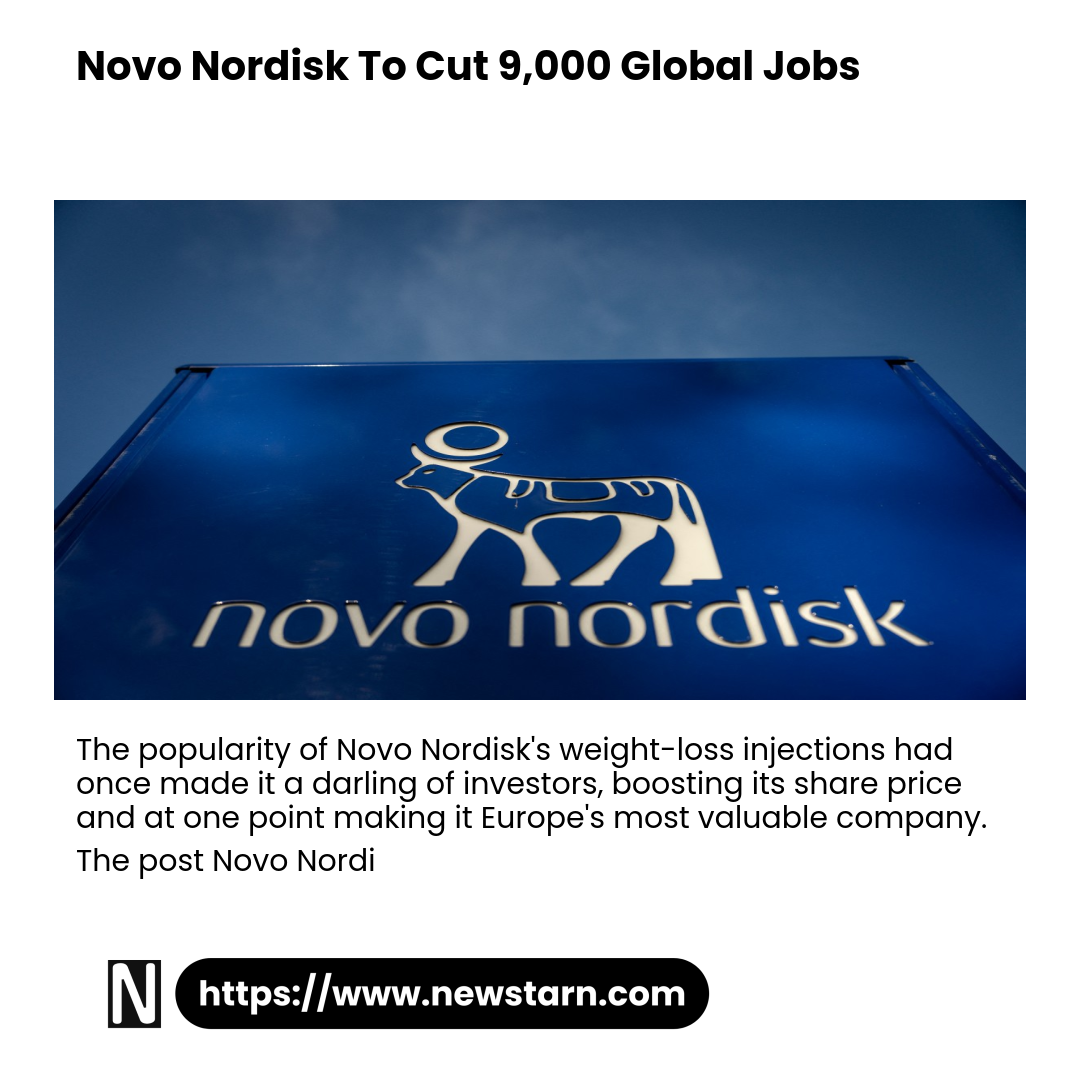 Novo Nordisk To Cut 9,000 Global Jobs
novo nordisk
The popularity of Novo Nordisk's weight-loss injections had
once made it a darling of investors, boosting its share price
and at one point making it Europe's most valuable company.
The post Novo Nordi
N
https://www.newstarn.com